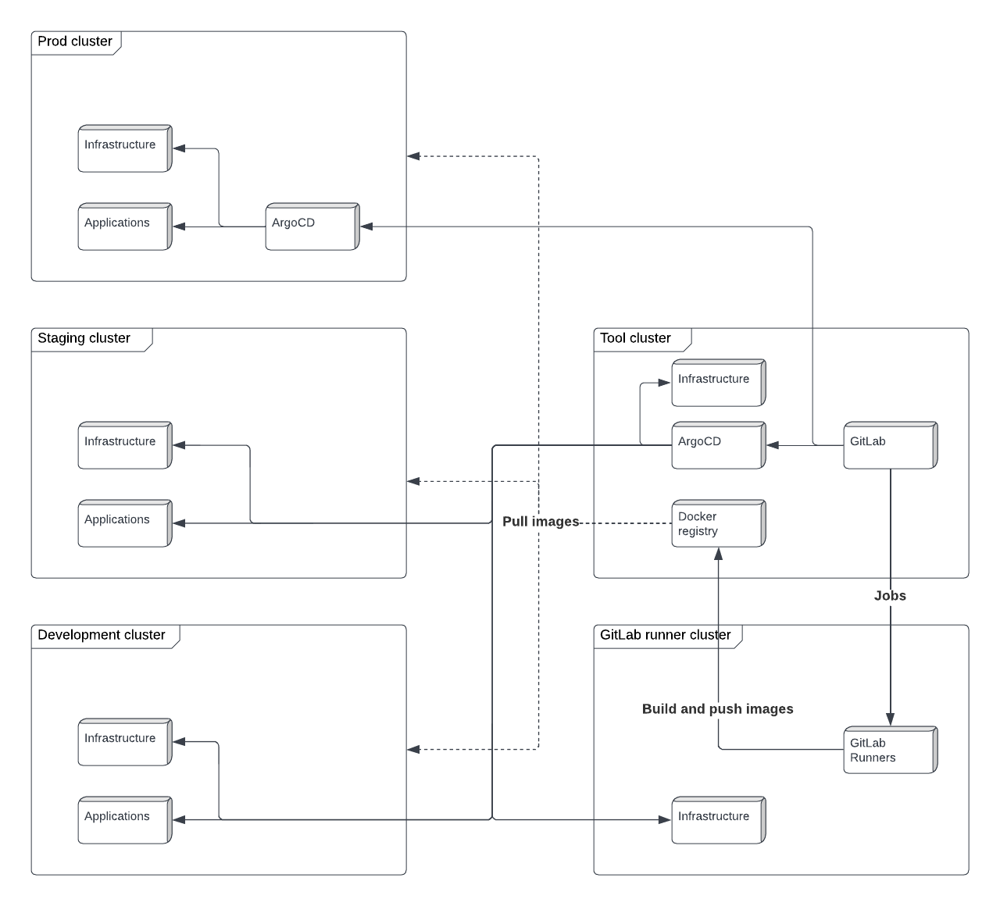 Prod cluster
Infrastructure
Applications
ArgoCD
Staging cluster
Infrastructure
Applications
Tool cluster
Infrastructure
ArgoCD
GitLab
Docker
registry
Pull images
Jobs
Development cluster
Infrastructure
Applications
GitLab runner cluster
Build and push images
GitLab
Runners
Infrastructure